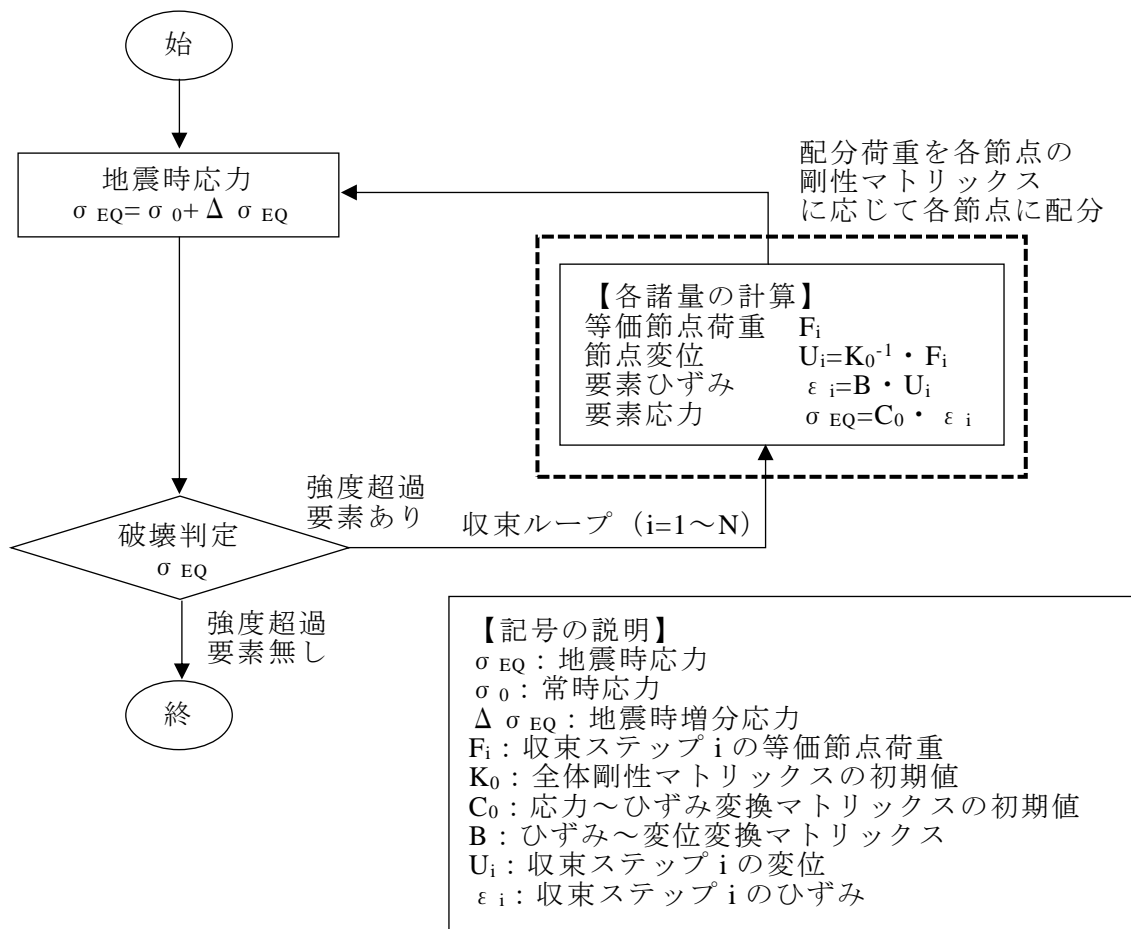 始
地震時応力
σ EQ= σ 0+ Δ σ EQ
配分荷重を各節点の
剛性マトリックス
に応じて各節点に配分
【各諸量の計算】
等価節点荷重 Fi
節点変位 Ui=K0-1・Fi
要素ひずみ ε i=B・Ui
要素応力 σ EQ=C0・ ε i
強度超過
要素あり
収束ループ（i=1～N）
破壊判定
σ EQ
強度超過
要素無し
終
【記号の説明】
σ EQ：地震時応力
σ 0：常時応力
Δ σ EQ：地震時増分応力
Fi：収束ステップ i の等価節点荷重
K0：全体剛性マトリックスの初期値
C0：応力～ひずみ変換マトリックスの初期値
B：ひずみ～変位変換マトリックス
Ui：収束ステップ i の変位
ε i：収束ステップ i のひずみ